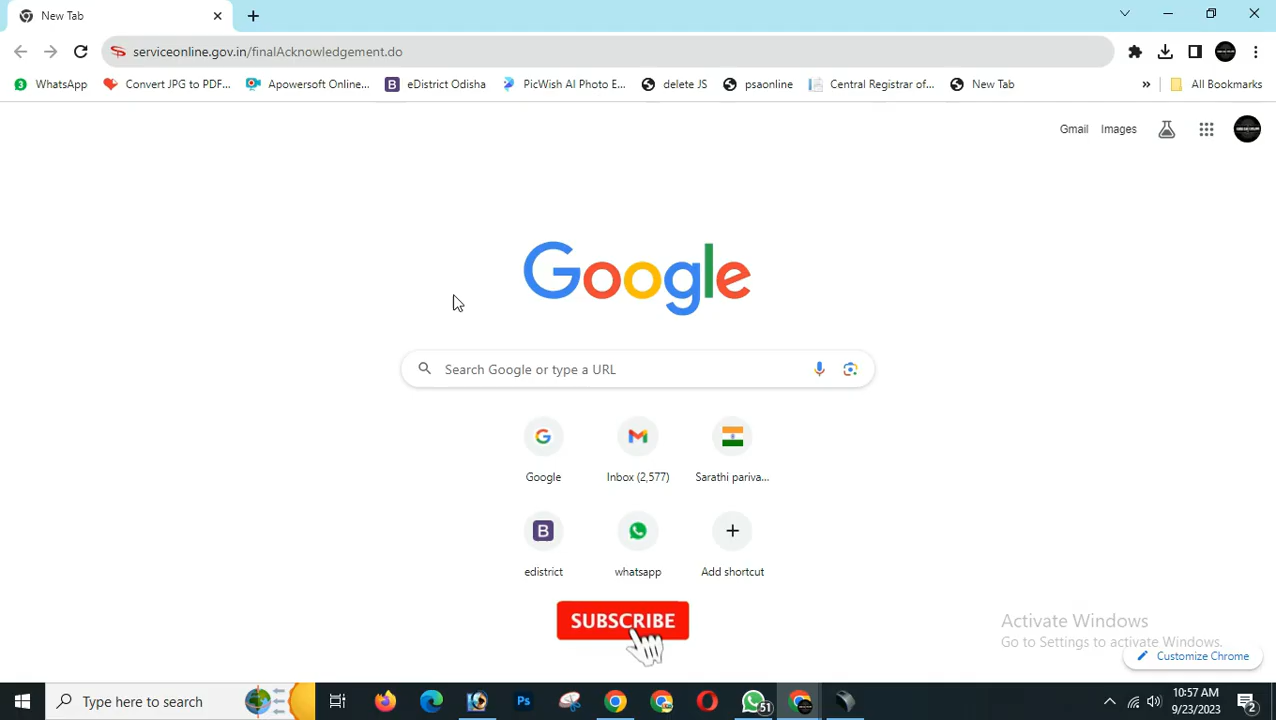 New Tab
serviceonline.gov.in/finalAcknowledgement.do
3 WhatsApp
Convert JPG to PDF...
Apowersoft Online...
B eDistrict Odisha
PicWish AI Photo E...
delete JS
psaonline
Central Registrar of...
New Tab
» All Bookmarks
Gmail Images
Google
Search Google or type a URL
G
Google
Inbox (2,577)
Sarathi pariva...
B
edistrict
whatsapp
Add shortcut
SUBSCRIBE
Activate Windows
Go to Settings to activate Windows.
Customize Chrome
Type here to search
Ps
51
10:57 AM
9/23/2023
2